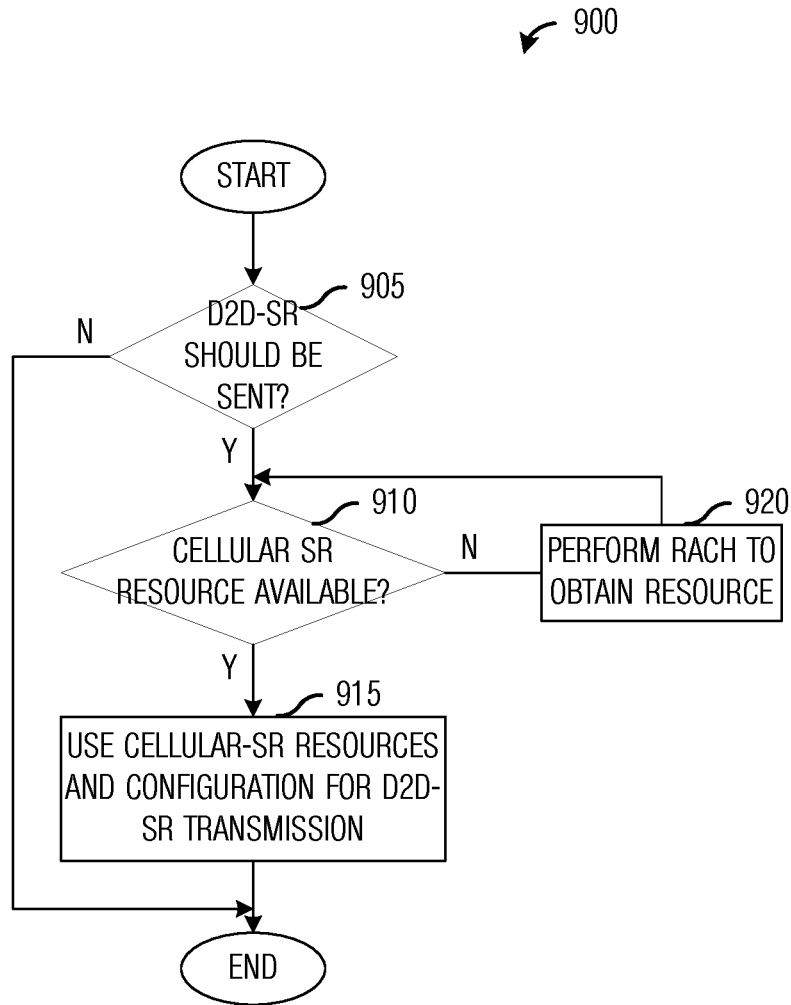 900
START
905
D2D-SR
SHOULD BE
SENT?
N
Y
910
CELLULAR SR
RESOURCE AVAILABLE?
N
920
PERFORM RACH TO
OBTAIN RESOURCE
Y
915
USE CELLULAR-SR RESOURCES
AND CONFIGURATION FOR D2D-
SR TRANSMISSION
END